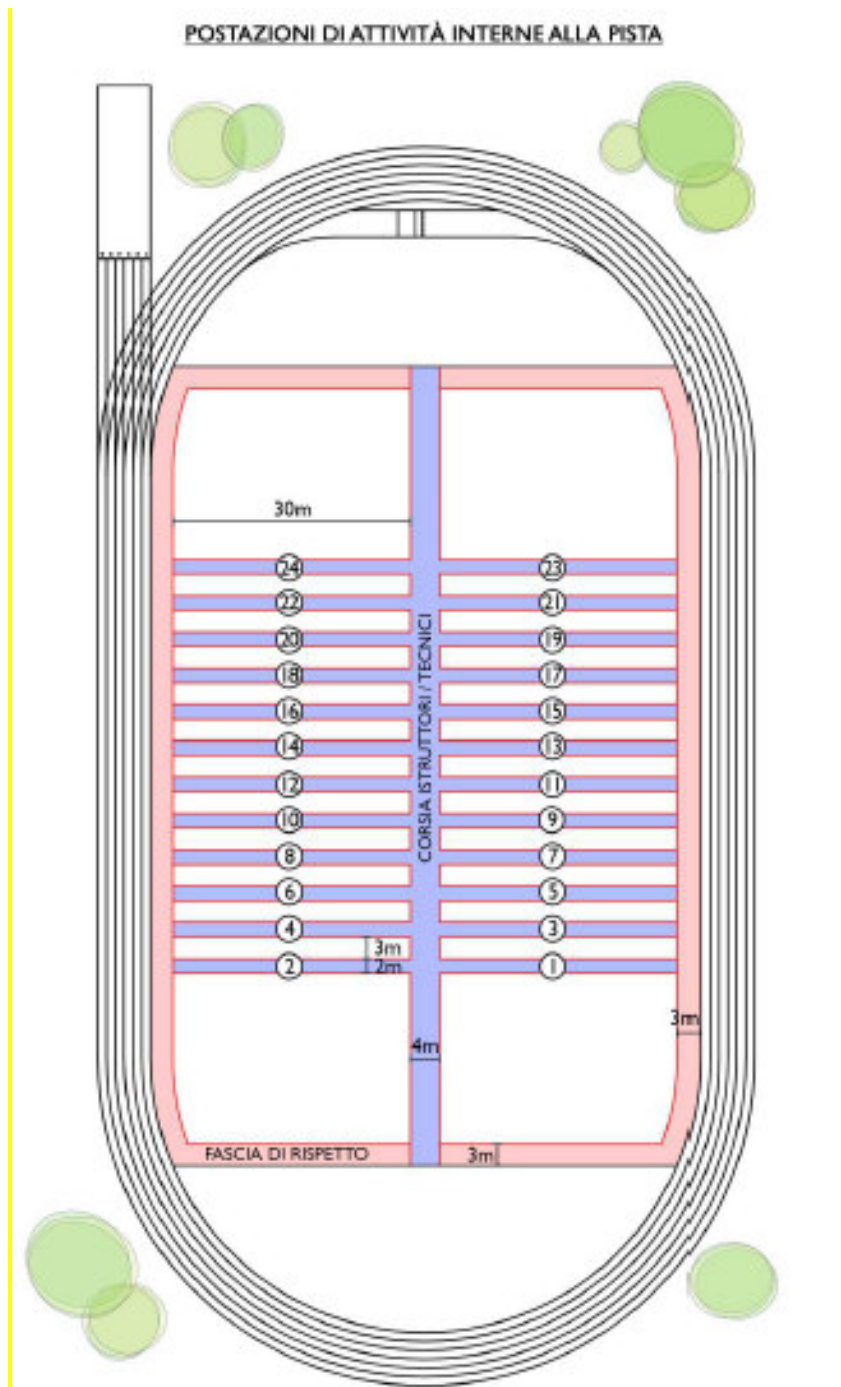 POSTAZIONI DI ATTIVITÀ INTERNE ALLA PISTA
30m
24 23
22 21
20 19
18 17
16 15
14 13
12 11
10 9
8 7
6 5
4 3
2 1
CORSIA ISTRUTTORI / TECNICI
3m
2m
3m
4m
FASCIA DI RISPETTO
3m